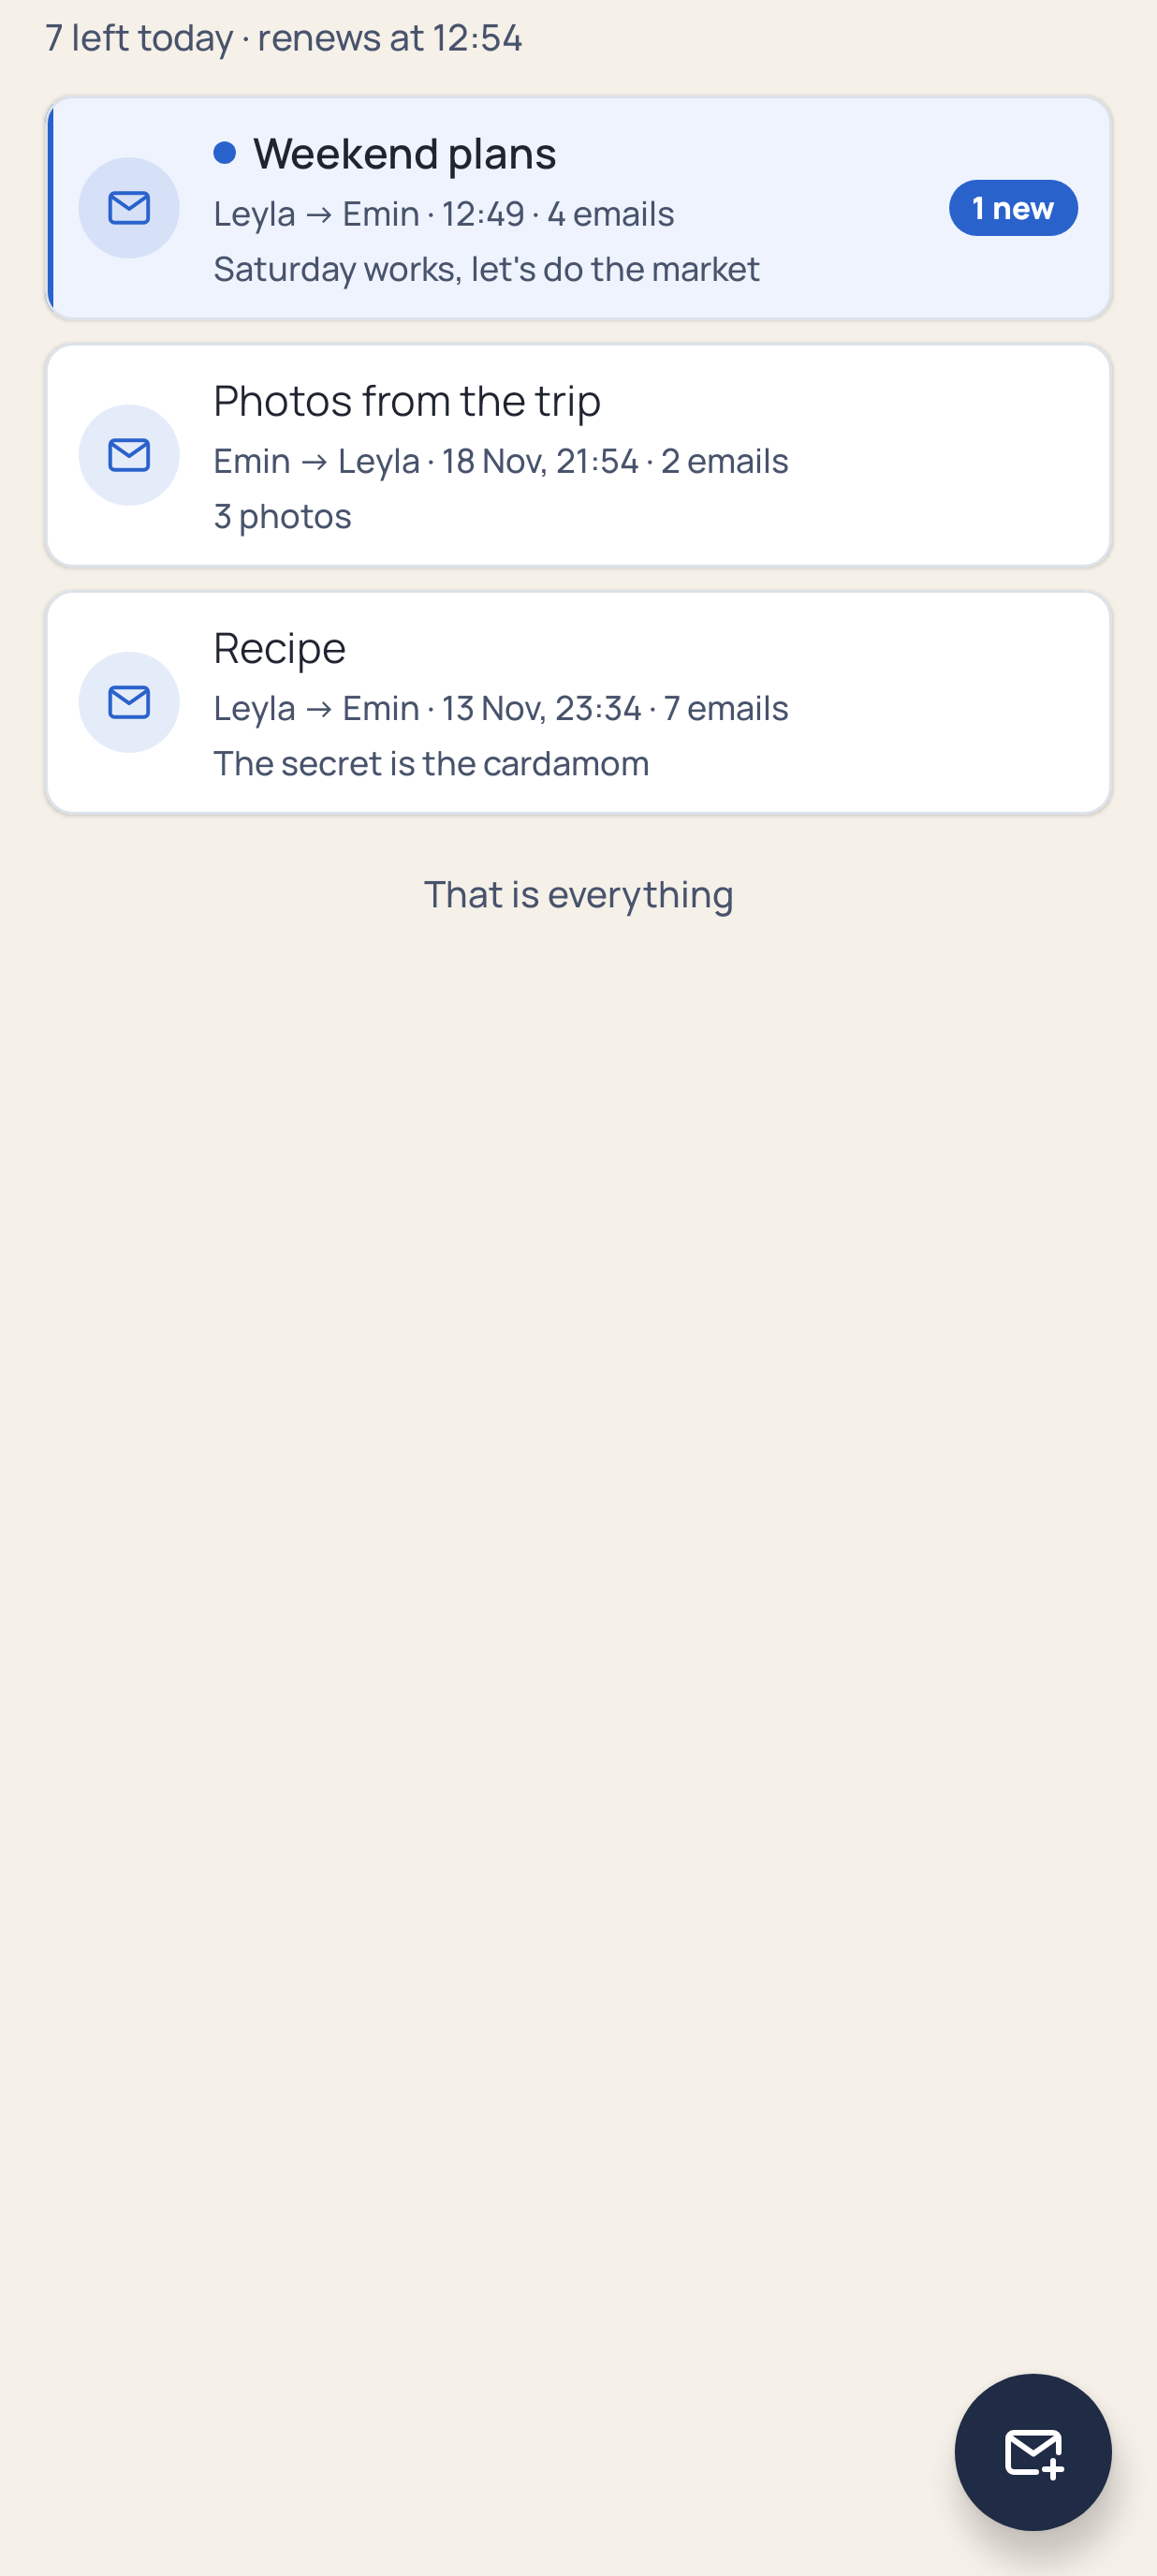 7 left today · renews at 12:54
Weekend plans
Leyla → Emin · 12:49 · 4 emails
1 new
Saturday works, let's do the market
Photos from the trip
Emin → Leyla · 18 Nov, 21:54 · 2 emails
3 photos
Recipe
Leyla → Emin · 13 Nov, 23:34 · 7 emails
The secret is the cardamom
That is everything